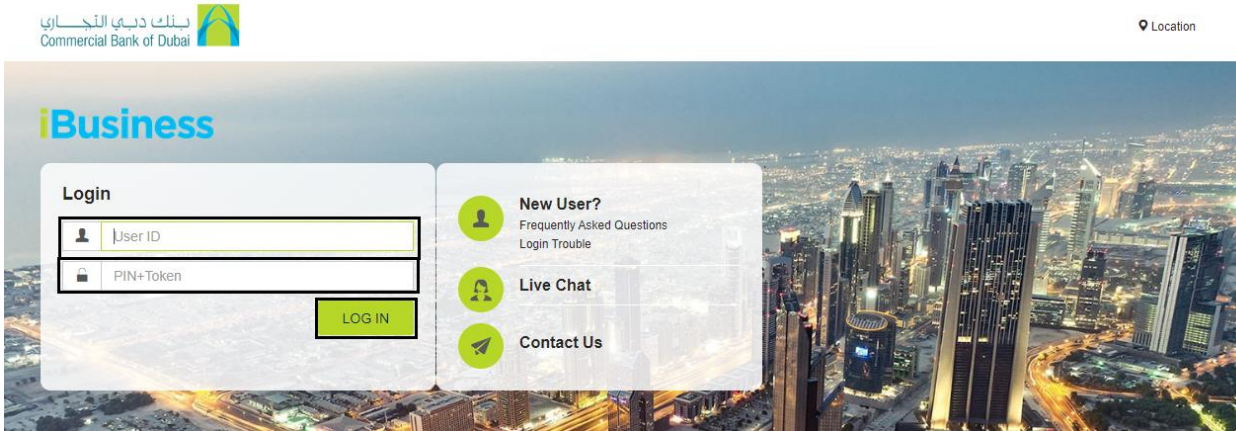 بنك دبي التجاري
Commercial Bank of Dubai
Location
iBusiness
Login
User ID
PIN+Token
LOG IN
New User?
Frequently Asked Questions
Login Trouble
Live Chat
Contact Us